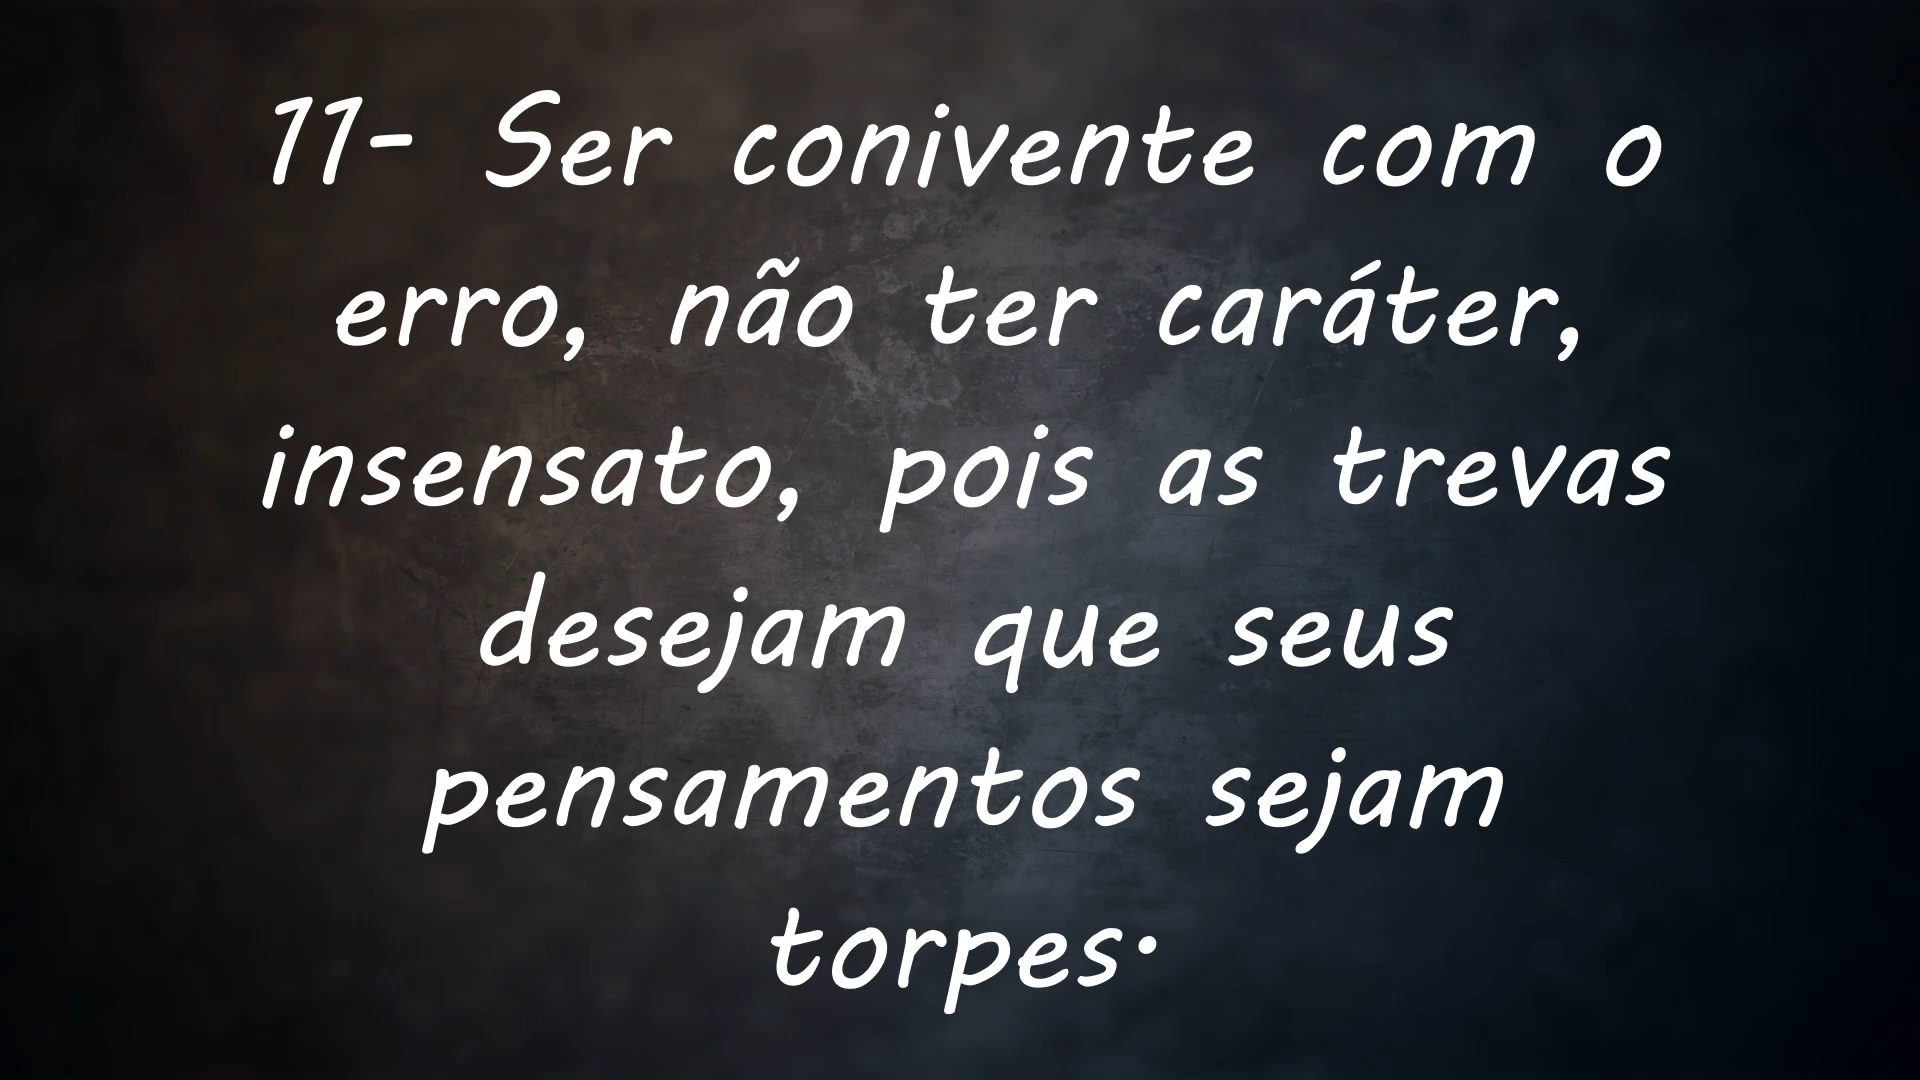 11- Ser conivente com o
erro, não ter caráter,
insensato, pois as trevas
desejam que seus
pensamentos sejam
torpes·